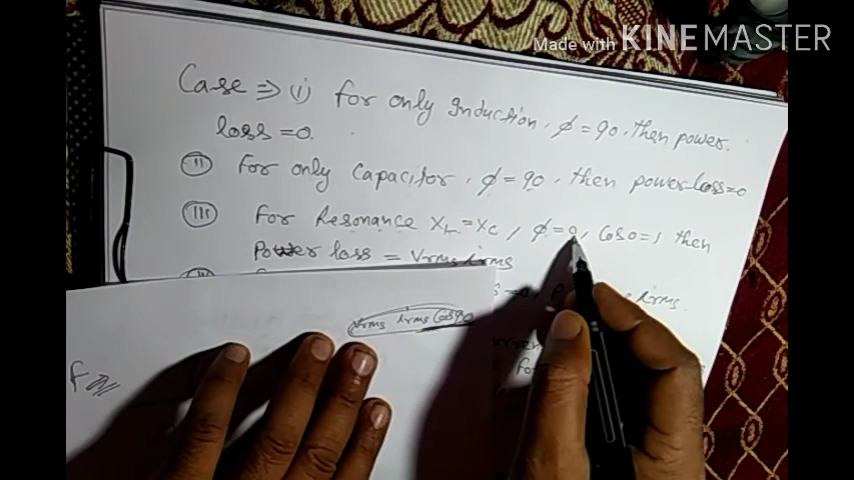 Made with KINEMASTER
Case ⇒ (i) for only Induction, φ = 90, then power.
loss = 0.
(ii) For only Capacitor, φ = 90, then power loss = 0
(iii) For Resonance XL = Xc, φ = 0, Cos0 = 1 then
Power loss = Vrms irms
irms
Vrms irms Cos90